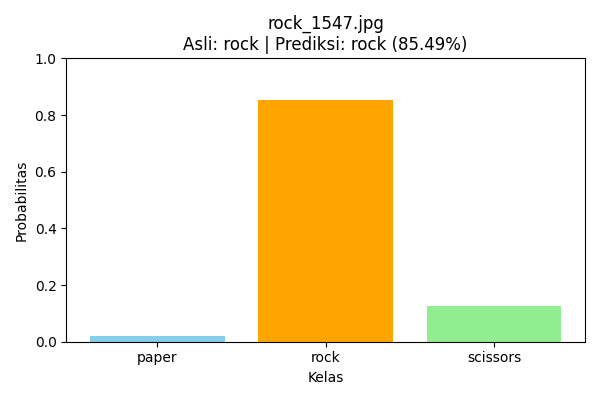 rock_1547.jpg
Asli: rock | Prediksi: rock (85.49%)
1.0
0.8
0.6
0.4
0.2
0.0
Probabilitas
paper rock scissors
Kelas